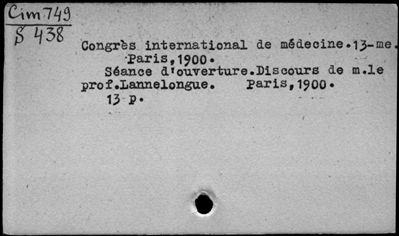 Cim 749
S 438
Congrès international de médecine.13-me.
Paris,1900.
Séance d'ouverture.Discours de m.le
prof.Lannelongue. Paris,1900.
13 p.